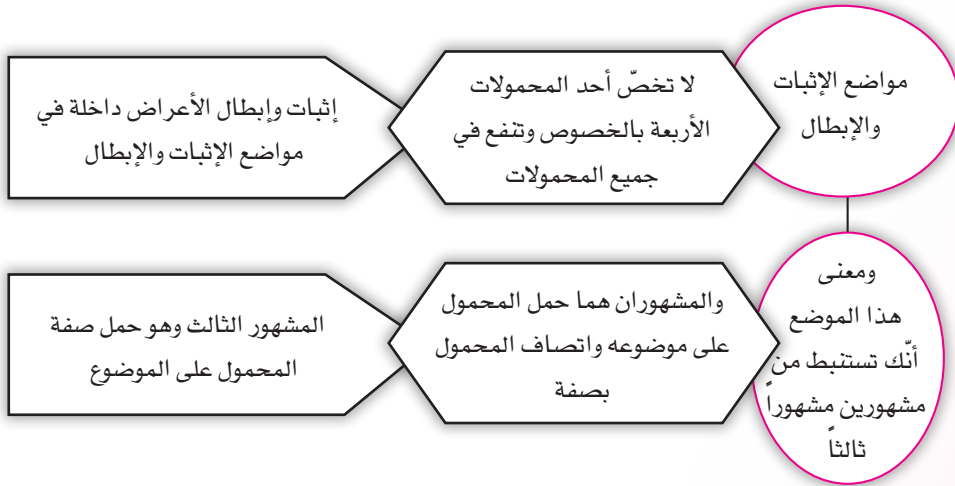 مواضع الإثبات
والإبطال
لا تخصّ أحد المحمولات
الأربعة بالخصوص وتنفع في
جميع المحمولات
إثبات وإبطال الأعراض داخلة في
مواضع الإثبات والإبطال
ومعنى
هذا الموضع
أنّك تستنبط من
مشهورين مشهوراً
ثالثاً
والمشهوران هما حمل المحمول
على موضوعه واتصاف المحمول
بصفة
المشهور الثالث وهو حمل صفة
المحمول على الموضوع